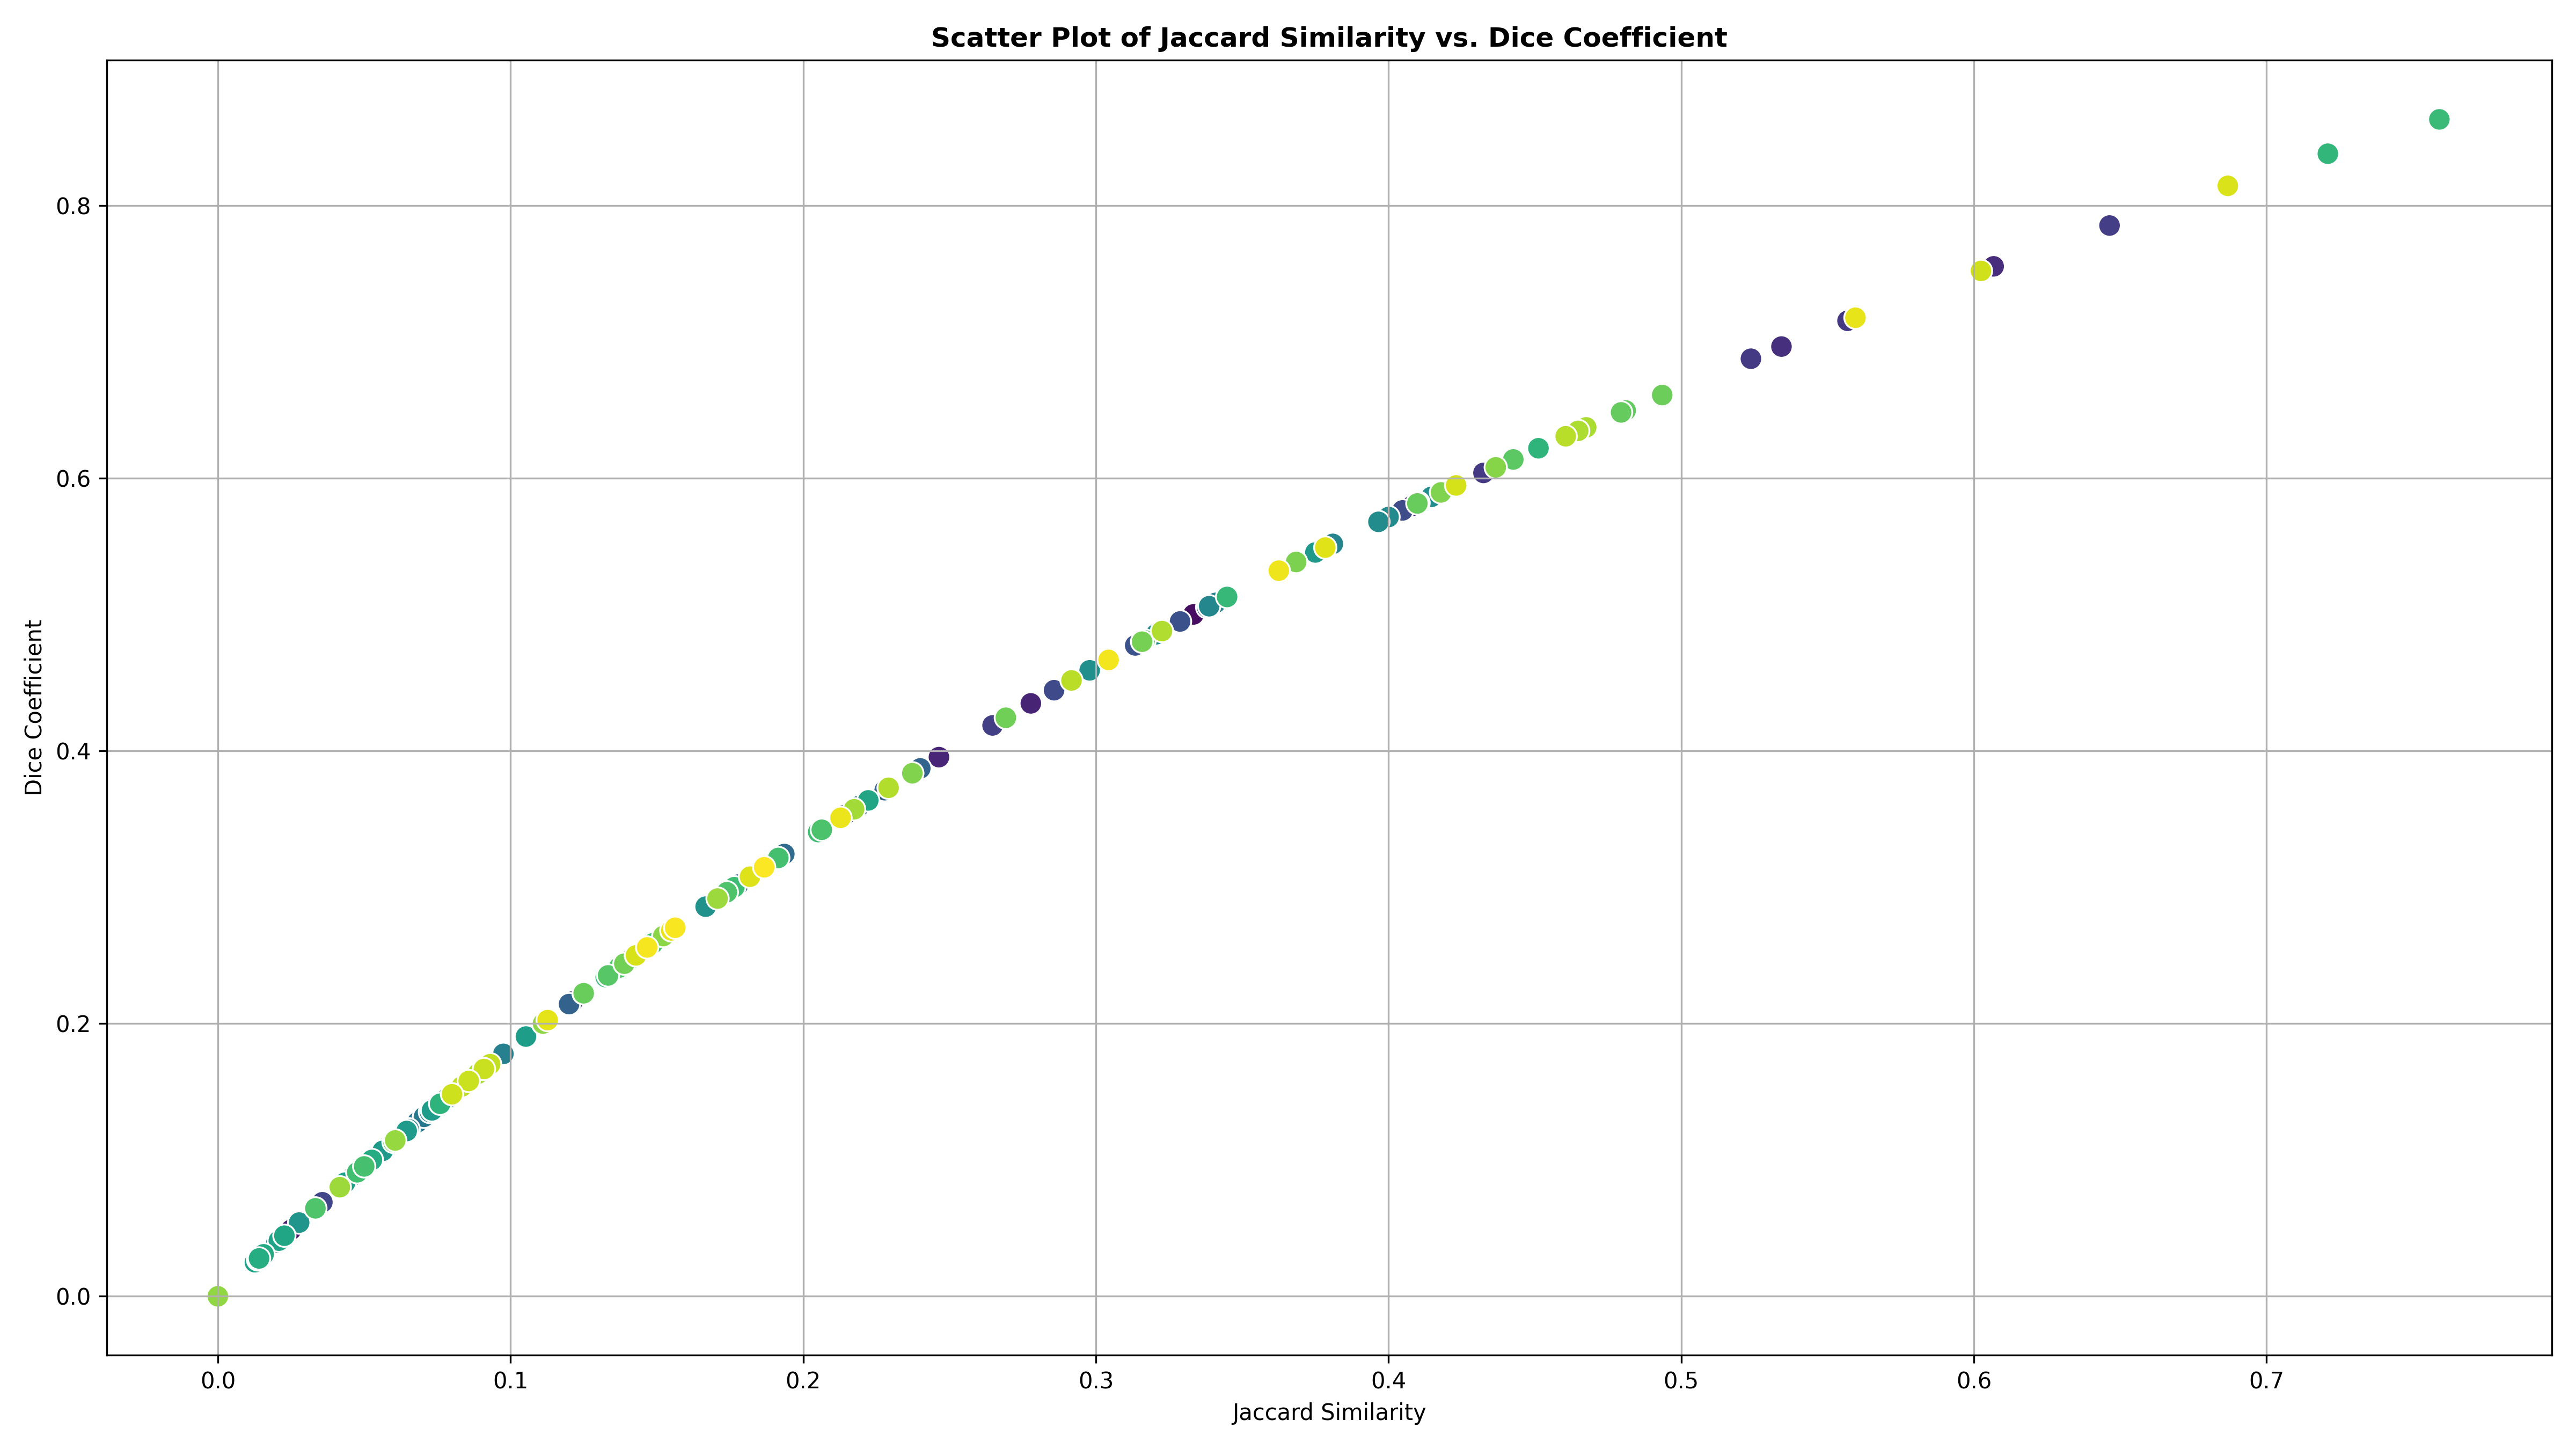 Scatter Plot of Jaccard Similarity vs. Dice Coefficient
Dice Coefficient
0.8
0.6
0.4
0.2
0.0
0.0 0.1 0.2 0.3 0.4 0.5 0.6 0.7
Jaccard Similarity